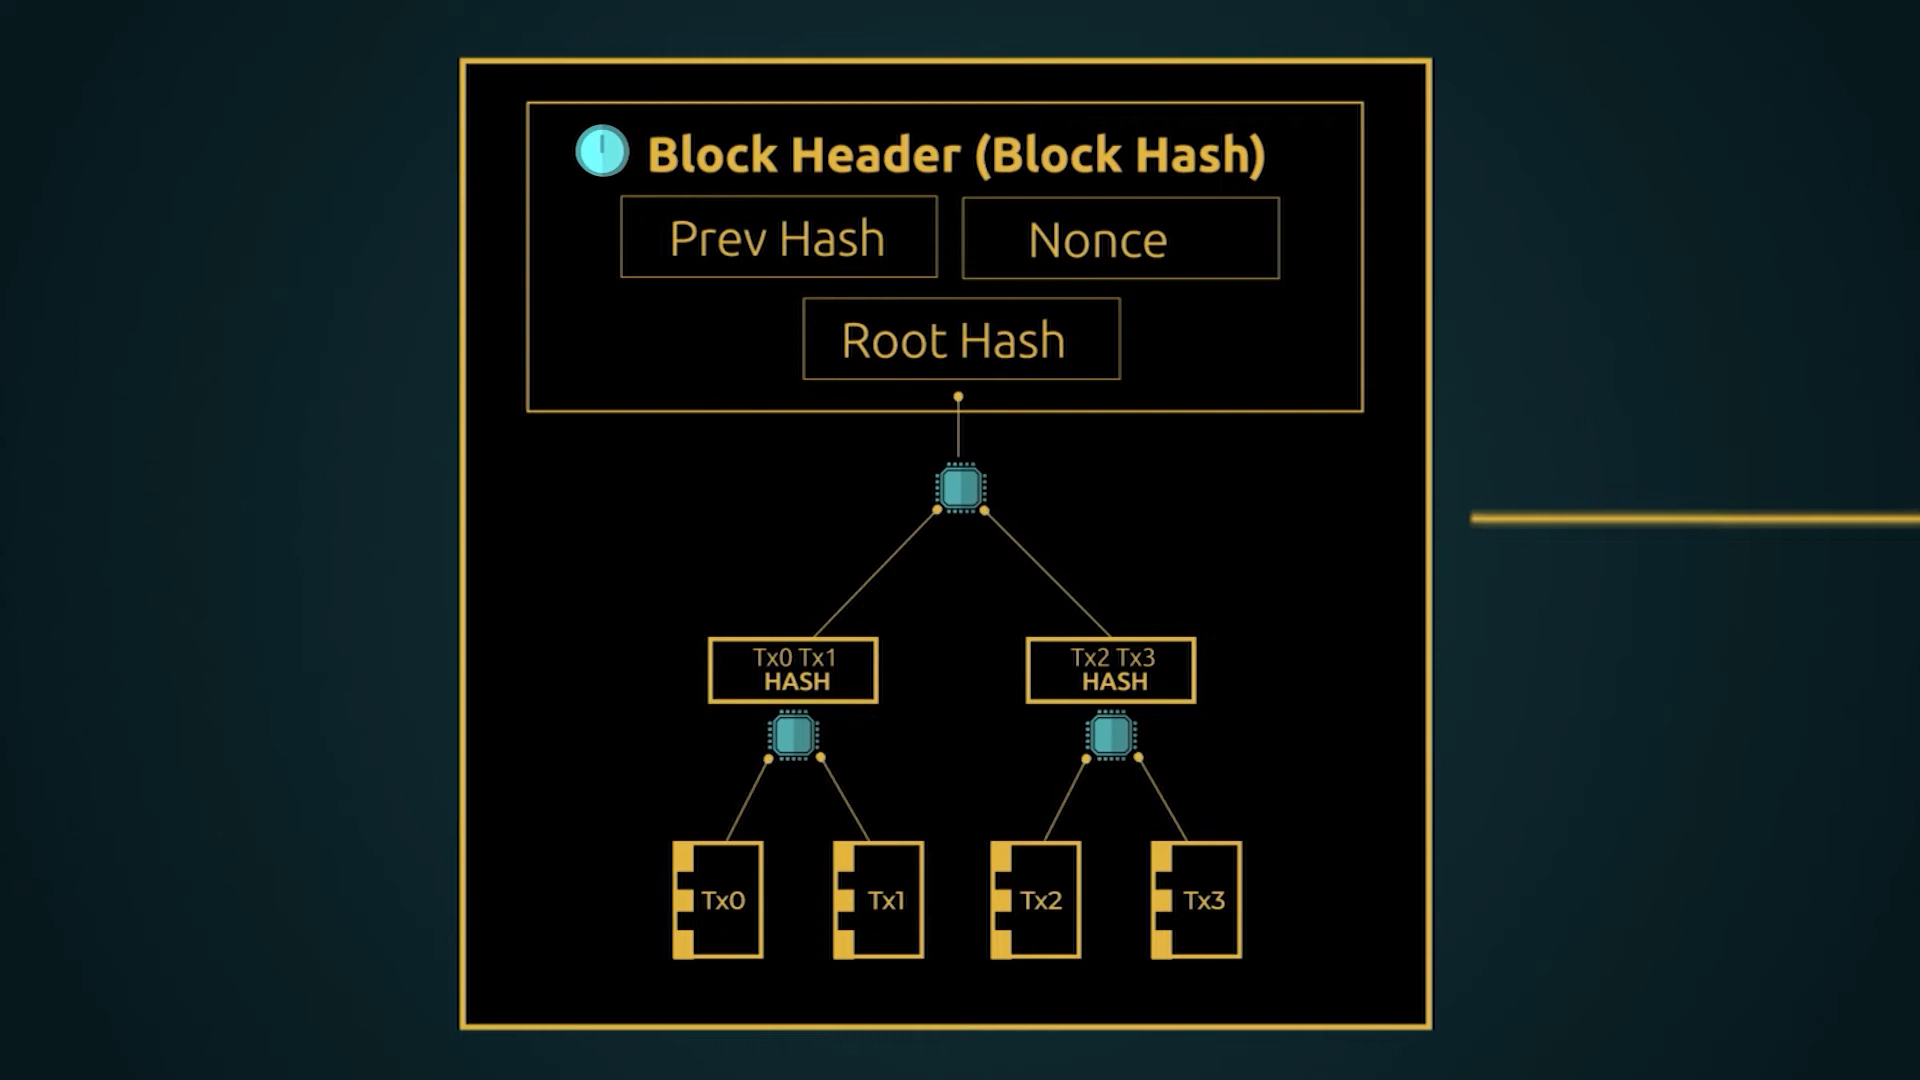 Block Header (Block Hash)
Prev Hash
Nonce
Root Hash
Tx0 Tx1
HASH
Tx2 Tx3
HASH
Tx0
Tx1
Tx2
Tx3